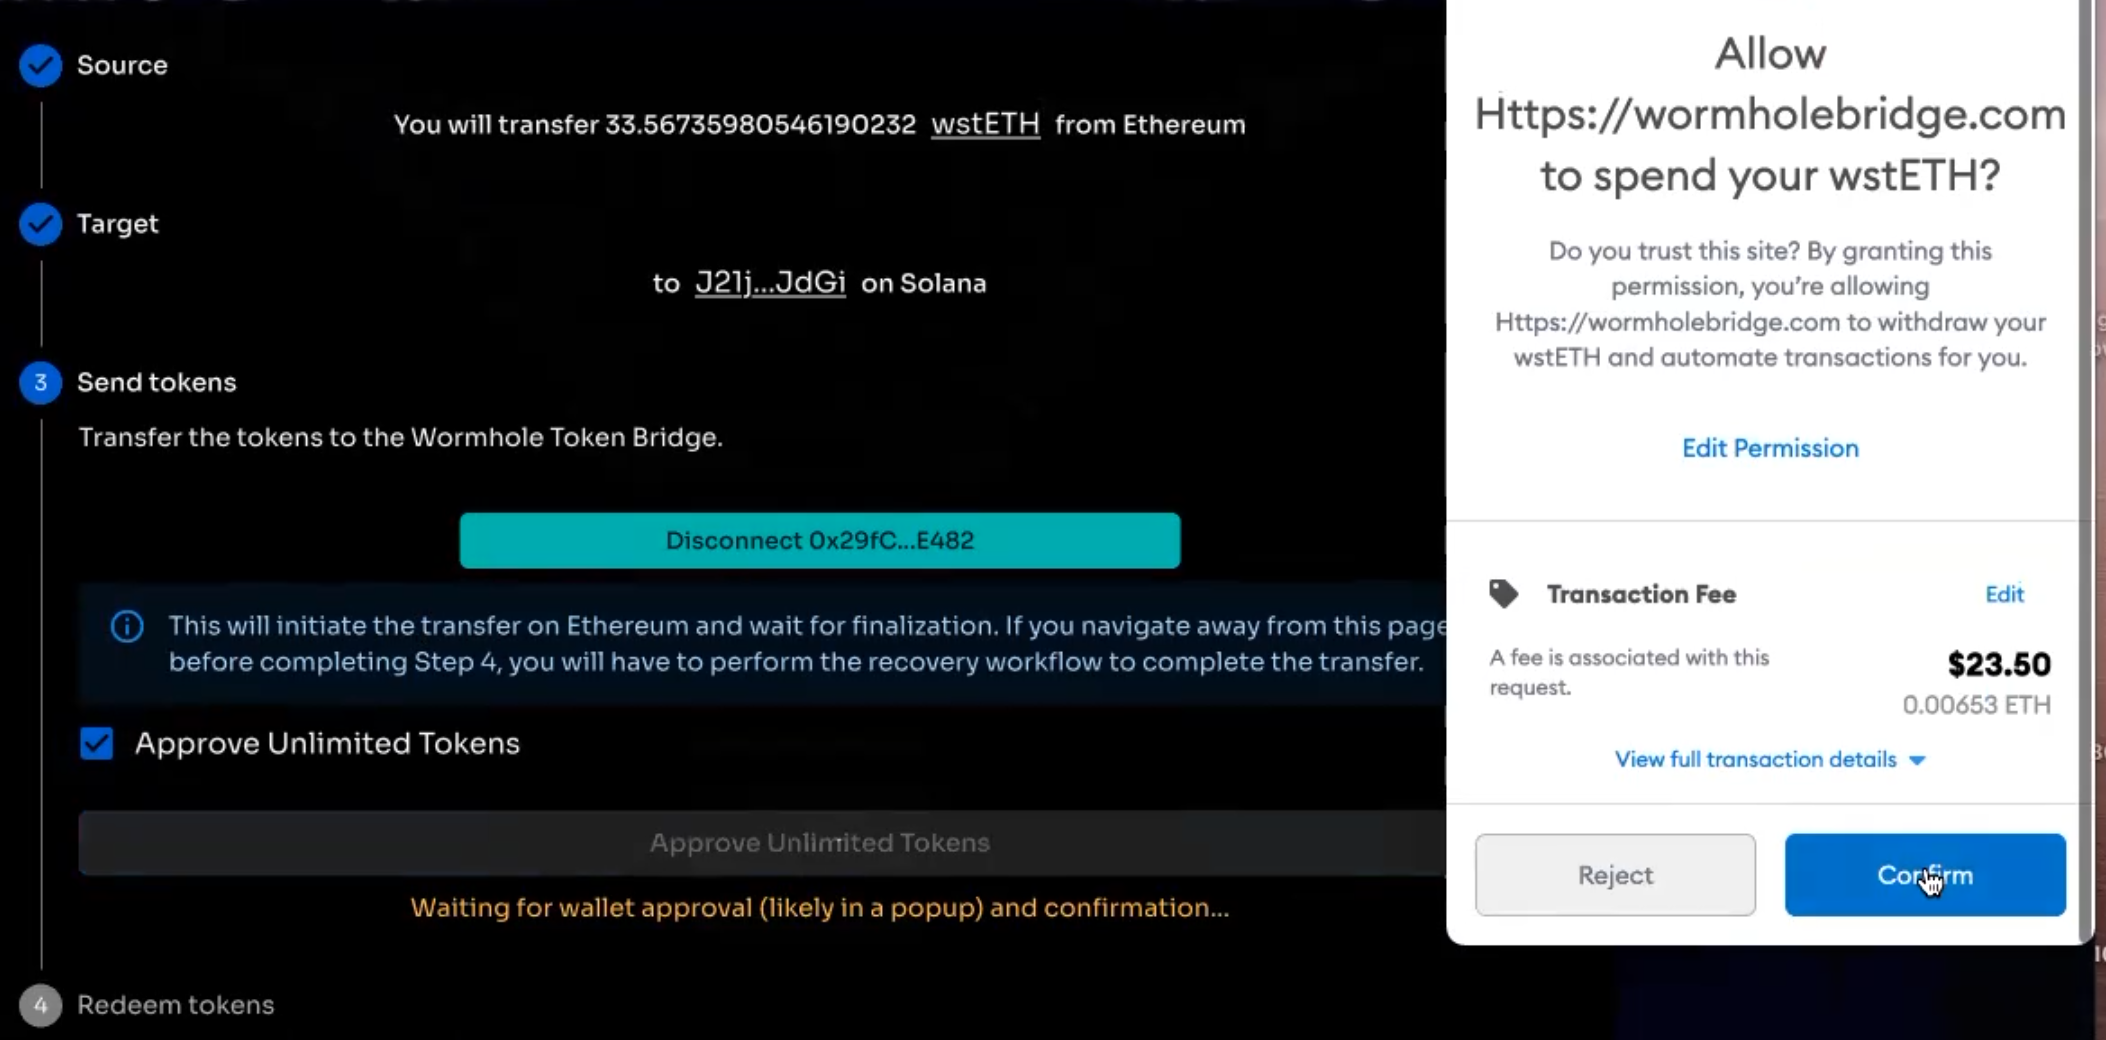 Source
You will transfer 33.56735980546190232 wstETH from Ethereum
Target
to J21j...JdGi on Solana
3 Send tokens
Transfer the tokens to the Wormhole Token Bridge.
Disconnect 0x29fC...E482
This will initiate the transfer on Ethereum and wait for finalization. If you navigate away from this page
before completing Step 4, you will have to perform the recovery workflow to complete the transfer.
Approve Unlimited Tokens
Approve Unlimited Tokens
Waiting for wallet approval (likely in a popup) and confirmation...
4 Redeem tokens
Allow
Https://wormholebridge.com
to spend your wstETH?
Do you trust this site? By granting this
permission, you're allowing
Https://wormholebridge.com to withdraw your
wstETH and automate transactions for you.
Edit Permission
Transaction Fee Edit
A fee is associated with this
request.
$23.50
0.00653 ETH
View full transaction details
Reject
Confirm